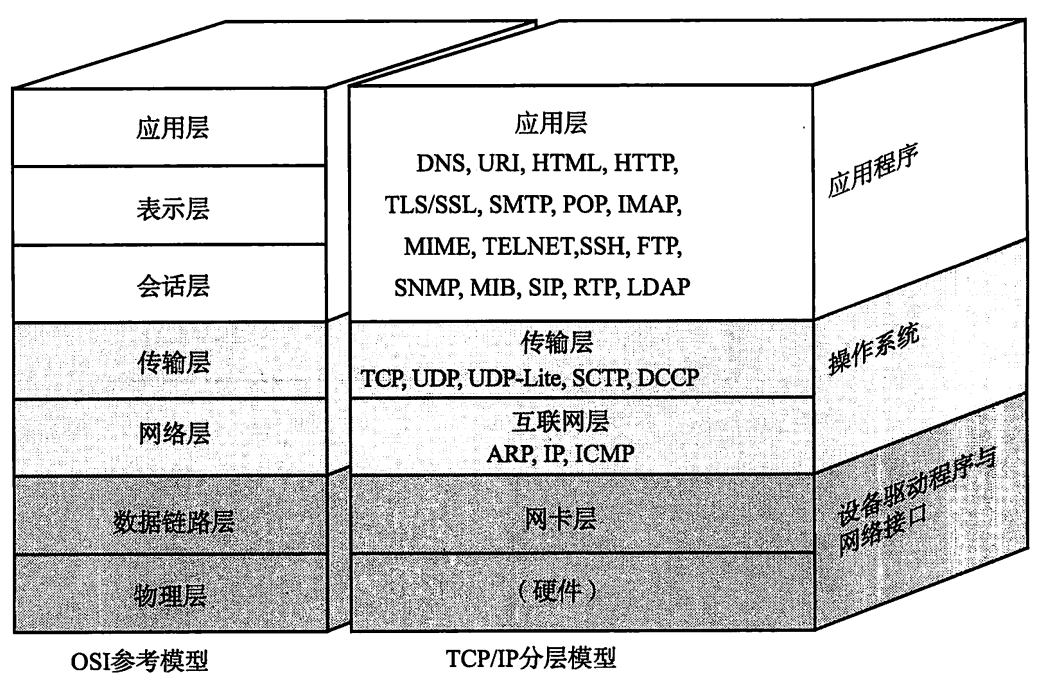 应用层
表示层
会话层
传输层
网络层
数据链路层
物理层
OSI参考模型
应用层
DNS, URI, HTML, HTTP,
TLS/SSL, SMTP, POP, IMAP,
MIME, TELNET,SSH, FTP,
SNMP, MIB, SIP, RTP, LDAP
传输层
TCP, UDP, UDP-Lite, SCTP, DCCP
互联网层
ARP, IP, ICMP
网卡层
（硬件）
TCP/IP分层模型
应用程序
操作系统
设备驱动程序与
网络接口